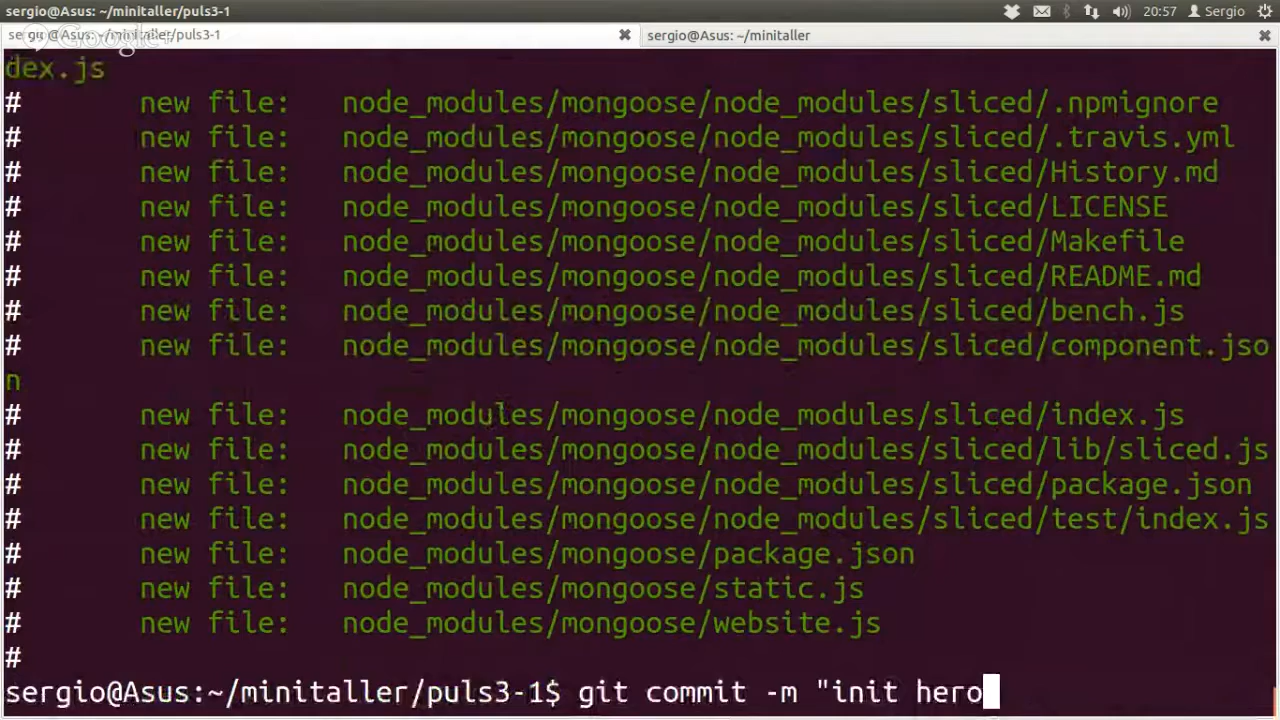 sergio@Asus: ~/minitaller/puls3-1 20:57 Sergio
sergio@Asus: ~/minitaller/puls3-1 sergio@Asus: ~/minitaller
Google+
dex.js
# new file: node_modules/mongoose/node_modules/sliced/.npmignore
# new file: node_modules/mongoose/node_modules/sliced/.travis.yml
# new file: node_modules/mongoose/node_modules/sliced/History.md
# new file: node_modules/mongoose/node_modules/sliced/LICENSE
# new file: node_modules/mongoose/node_modules/sliced/Makefile
# new file: node_modules/mongoose/node_modules/sliced/README.md
# new file: node_modules/mongoose/node_modules/sliced/bench.js
# new file: node_modules/mongoose/node_modules/sliced/component.jso
n
# new file: node_modules/mongoose/node_modules/sliced/index.js
# new file: node_modules/mongoose/node_modules/sliced/lib/sliced.js
# new file: node_modules/mongoose/node_modules/sliced/package.json
# new file: node_modules/mongoose/node_modules/sliced/test/index.js
# new file: node_modules/mongoose/package.json
# new file: node_modules/mongoose/static.js
# new file: node_modules/mongoose/website.js
#
sergio@Asus:~/minitaller/puls3-1$ git commit -m "init hero